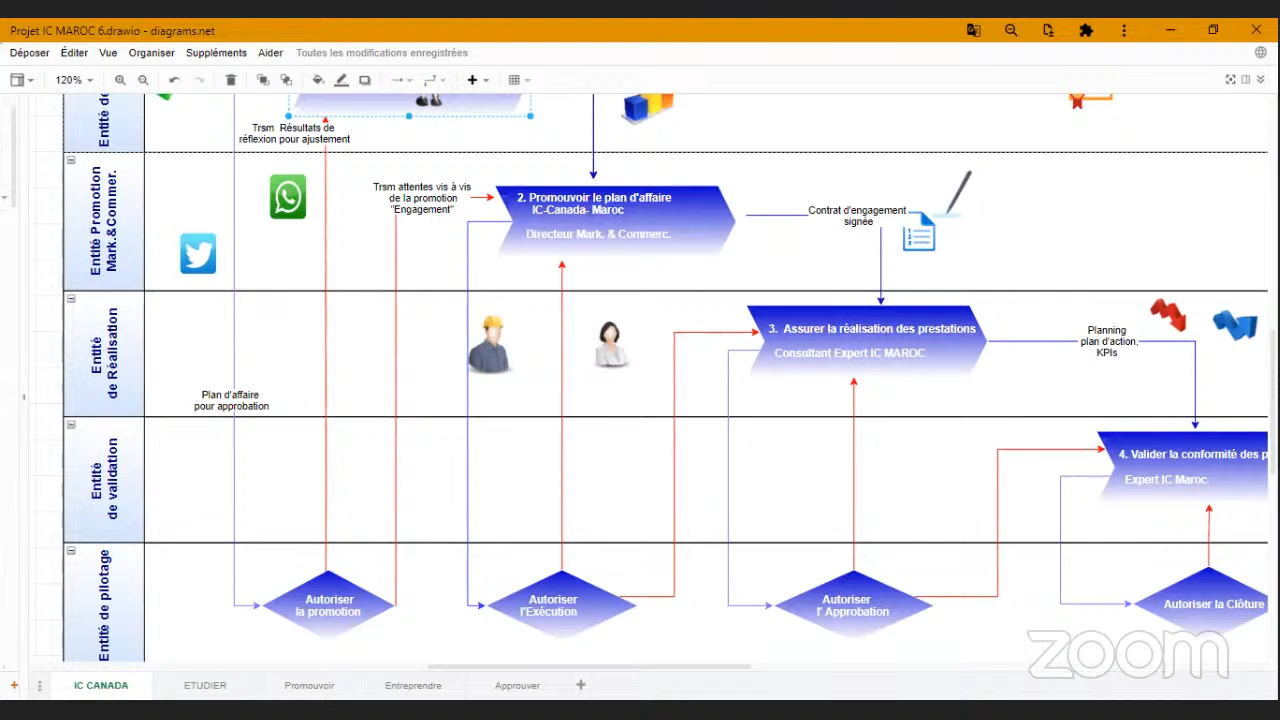 Projet IC MAROC 6.drawio - diagrams.net
Déposer Éditer Vue Organiser Suppléments Aider Toutes les modifications enregistrées
120%
Entité de
Trsm Résultats de
réflexion pour ajustement
Entité Promotion
Mark.&Commer.
Trsm attentes vis à vis
de la promotion
"Engagement"
2. Promouvoir le plan d'affaire
IC-Canada- Maroc
Directeur Mark. & Commerc.
Contrat d'engagement
signée
1
2
3
Entité
de Réalisation
3. Assurer la réalisation des prestations
Consultant Expert IC MAROC
Planning
plan d'action,
KPIs
Plan d'affaire
pour approbation
Entité
de validation
4. Valider la conformité des p
Expert IC Maroc
Entité de pilotage
Autoriser
la promotion
Autoriser
l'Exécution
Autoriser
l' Approbation
Autoriser la Clôture
zoom
IC CANADA ETUDIER Promouvoir Entreprendre Approuver